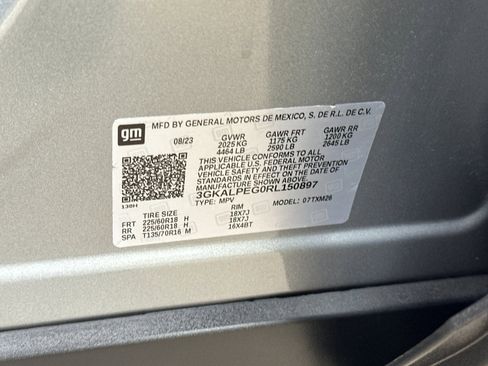 gm
MFD BY GENERAL MOTORS DE MEXICO, S. DE R.L. DE C.V.
08/23 GVWR GAWR FRT GAWR RR
2025 KG 1175 KG 1200 KG
4464 LB 2590 LB 2645 LB
THIS VEHICLE CONFORMS TO ALL
APPLICABLE U.S. FEDERAL MOTOR
VEHICLE SAFETY AND THEFT PREVENTION
STANDARDS IN EFFECT ON THE DATE OF
MANUFACTURE SHOWN ABOVE.
3GKALPEG0RL150897
TYPE: MPV MODEL: 07TXM26
138H
TIRE SIZE RIM
FRT 225/60R18 H 18X7J
RR 225/60R18 H 18X7J
SPA T135/70R16 M 16X4BT